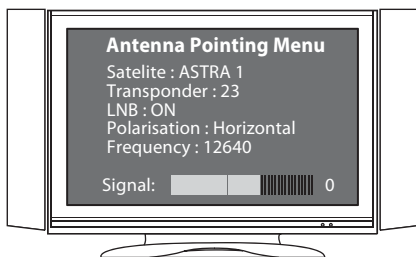 Antenna Pointing Menu
Satelite : ASTRA 1
Transponder : 23
LNB : ON
Polarisation : Horizontal
Frequency : 12640
Signal: 0